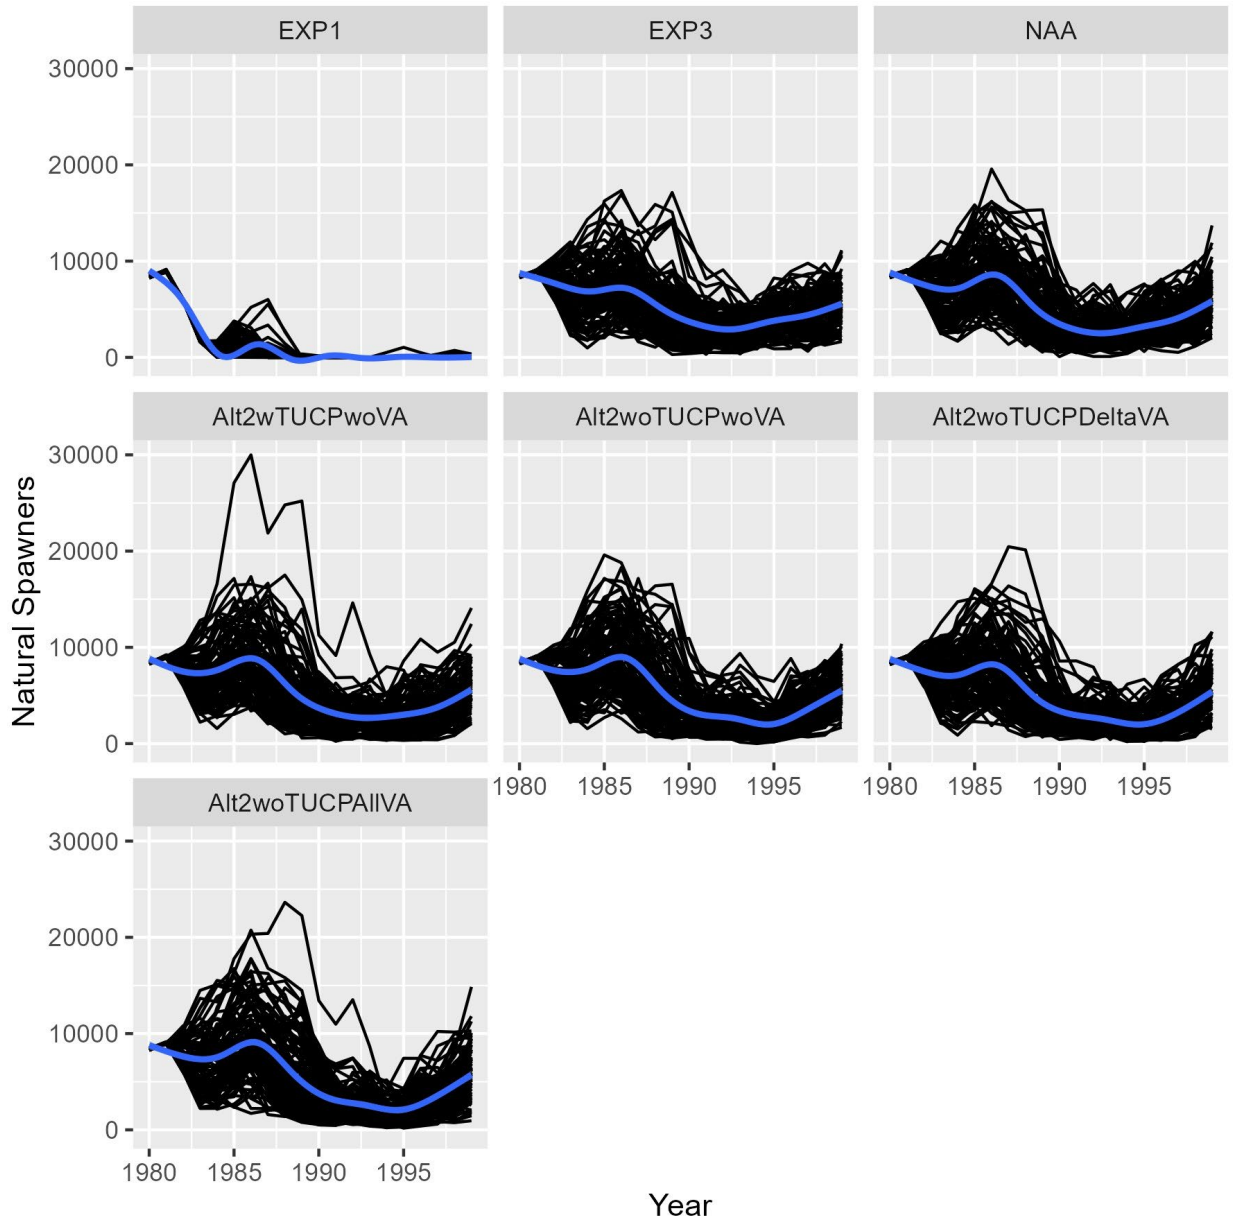 EXP1 EXP3 NAA
30000
20000
10000
0
Alt2wTUCPwoVA Alt2woTUCPwoVA Alt2woTUCPDeltaVA
30000
20000
10000
0
1980 1985 1990 1995 1980 1985 1990 1995
Alt2woTUCPAllVA
30000
20000
10000
0
1980 1985 1990 1995
Natural Spawners
Year